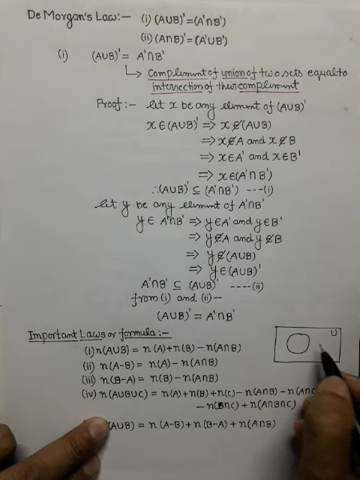 De Morgan's Law:- (i) (A∪B)' = (A'∩B')
(ii) (A∩B)' = (A'∪B')
(i) (A∪B)' = A'∩B'
↳ Compliment of union of two sets equal to
intersection of their compliment
Proof:- let x be any element of (A∪B)'
x∈(A∪B)' ⇒ x∉(A∪B)
⇒ x∉A and x∉B
⇒ x∈A' and x∈B'
⇒ x∈(A'∩B')
∴(A∪B)' ⊆ (A'∩B') ---(i)
let y be any element of A'∩B'
y∈ A'∩B' ⇒ y∈A' and y∈B'
⇒ y∉A and y∉B
⇒ y∉(A∪B)
⇒ y∈(A∪B)'
A'∩B' ⊆ (A∪B)' ----(ii)
from (i) and (ii)—
(A∪B)' = A'∩B'
U
Important Laws or formula:-
(i) n(A∪B) = n(A)+n(B) - n(A∩B)
(ii) n(A-B) = n(A) - n(A∩B)
(iii) n(B-A) = n(B) - n(A∩B)
(iv) n(A∪B∪C) = n(A)+n(B)+n(C) - n(A∩B) - n(A∩
- n(B∩C) + n(A∩B∩C)
(A∪B) = n(A-B) + n(B-A) + n(A∩B)